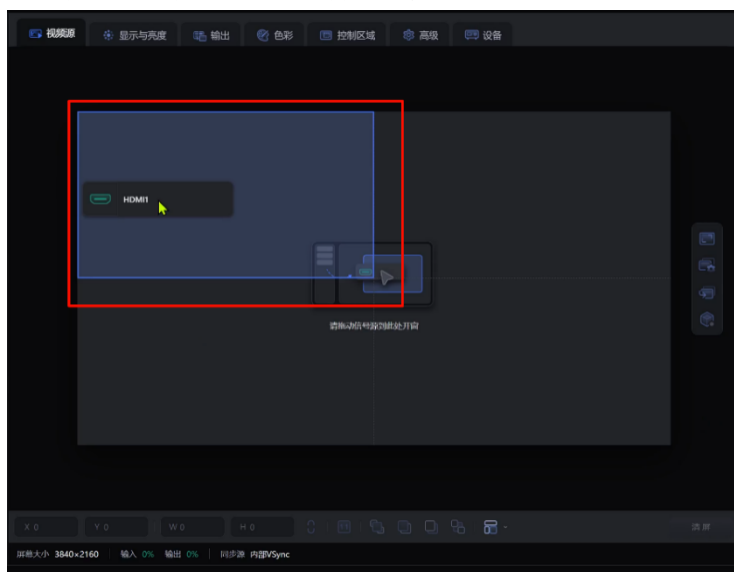 视频源 显示与亮度 输出 色彩 控制区域 高级 设备
HDMI1
请拖动信号源到此处开窗
X 0 Y 0 W 0 H 0 清屏
屏幕大小 3840×2160 输入 0% 输出 0% 同步源 内部VSync